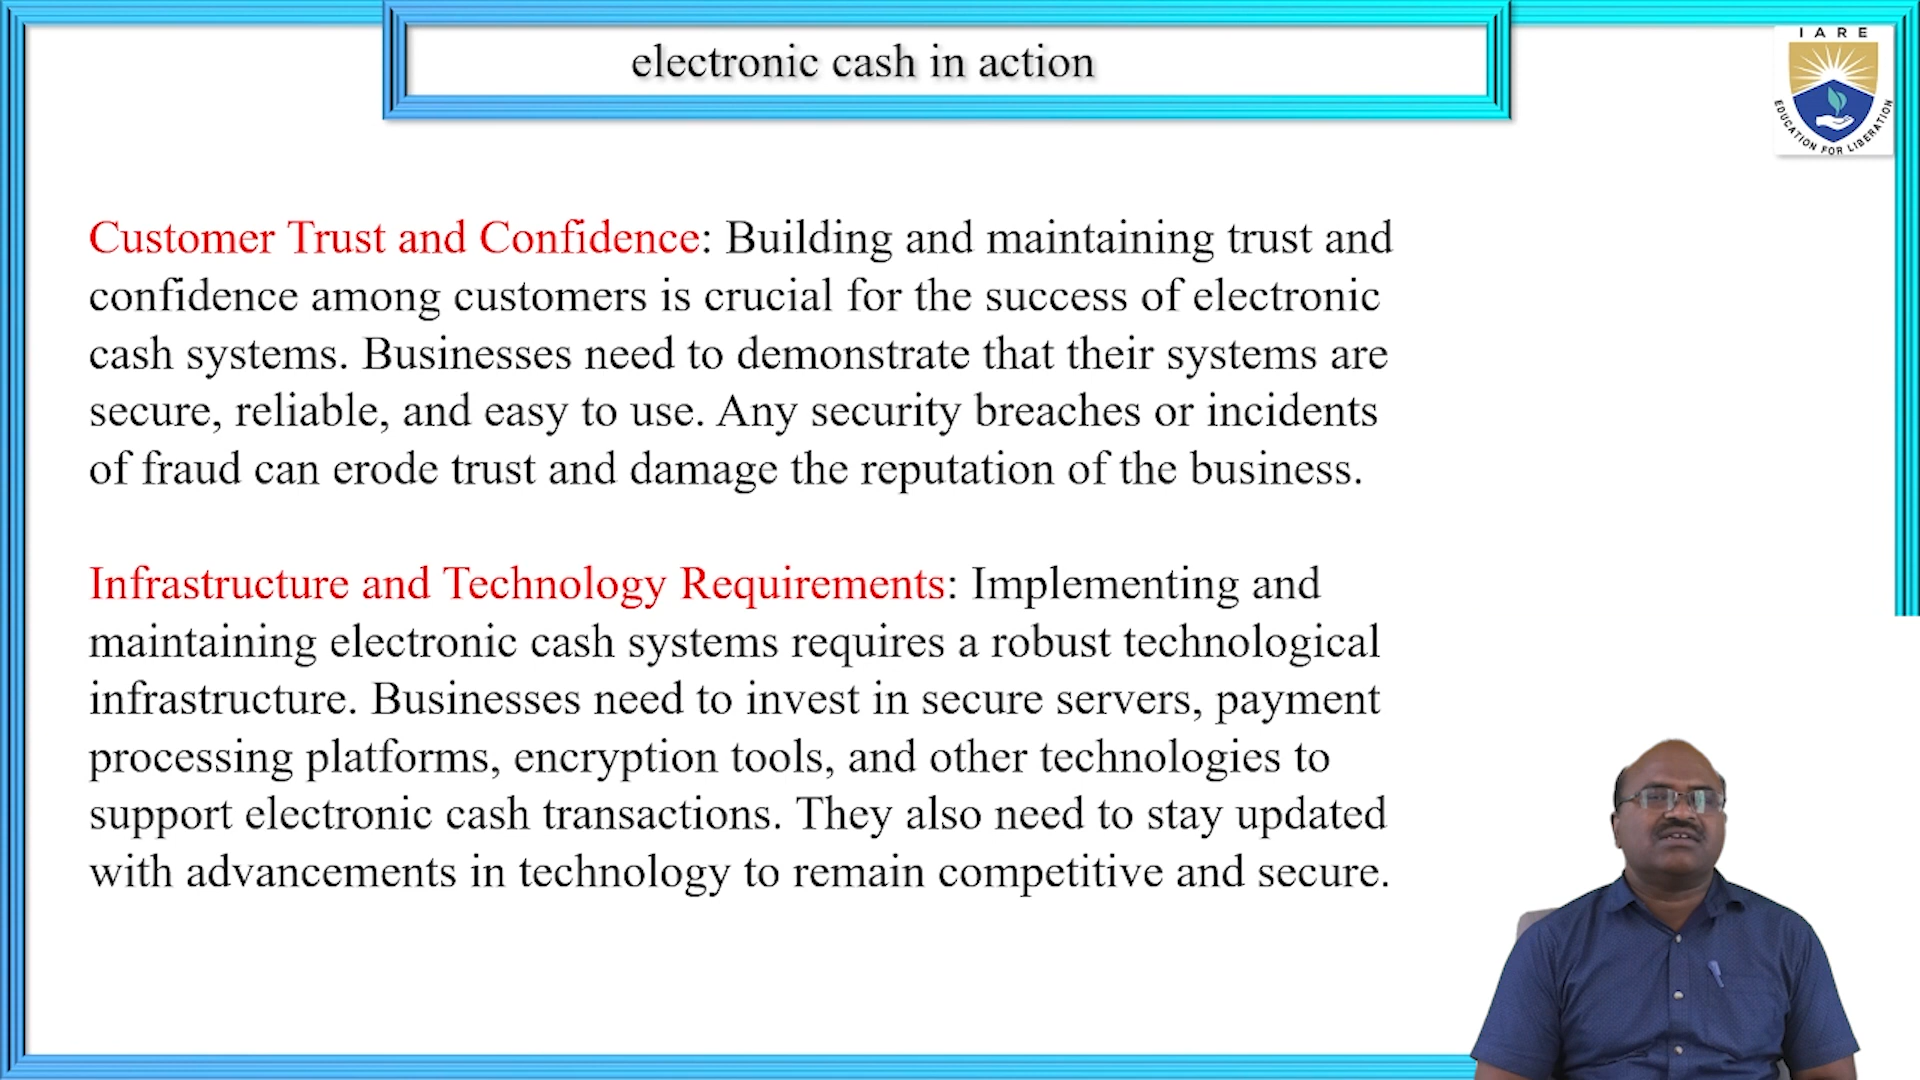 electronic cash in action
IARE
EDUCATION FOR LIBERATION
Customer Trust and Confidence: Building and maintaining trust and
confidence among customers is crucial for the success of electronic
cash systems. Businesses need to demonstrate that their systems are
secure, reliable, and easy to use. Any security breaches or incidents
of fraud can erode trust and damage the reputation of the business.
Infrastructure and Technology Requirements: Implementing and
maintaining electronic cash systems requires a robust technological
infrastructure. Businesses need to invest in secure servers, payment
processing platforms, encryption tools, and other technologies to
support electronic cash transactions. They also need to stay updated
with advancements in technology to remain competitive and secure.